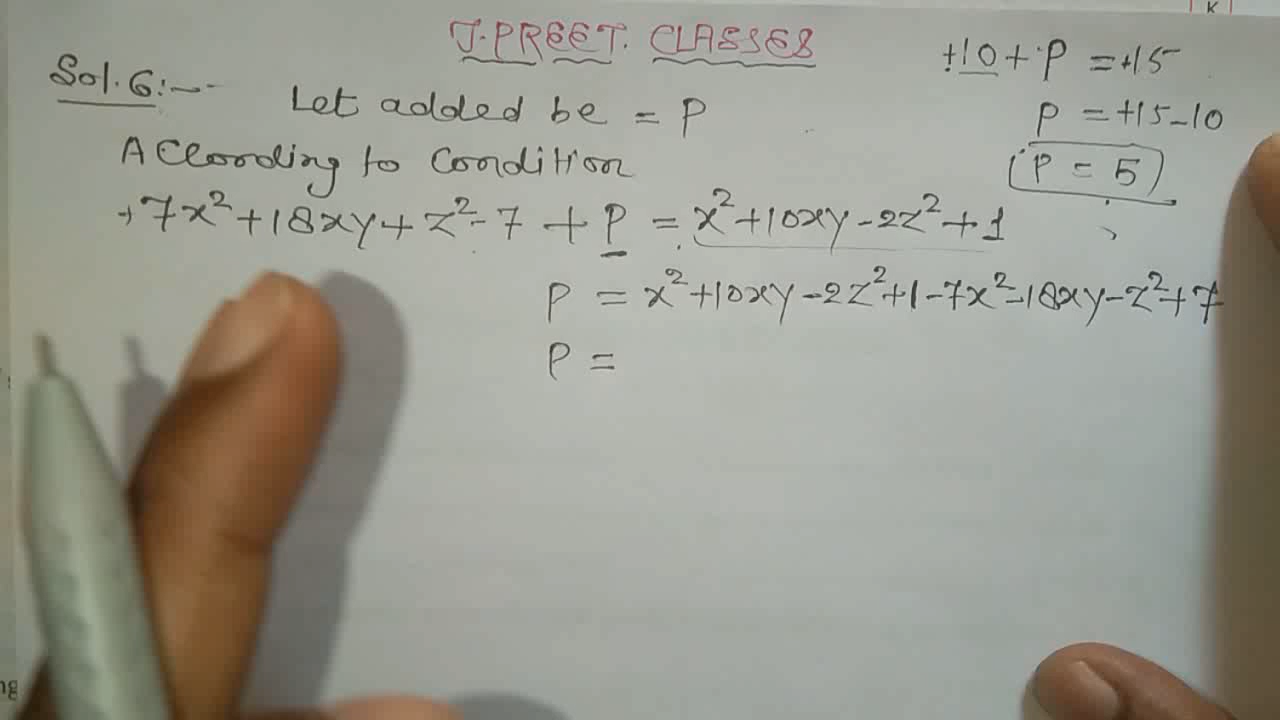 J.PREET. CLASSES
Sol.6:-
Let added be = P
According to condition
7x²+18xy+z²-7 + P = x²+10xy-2z²+1
P = x²+10xy-2z²+1-7x²-18xy-z²+7
P =
+10+P = +15
P = +15-10
P = 5
K
ng